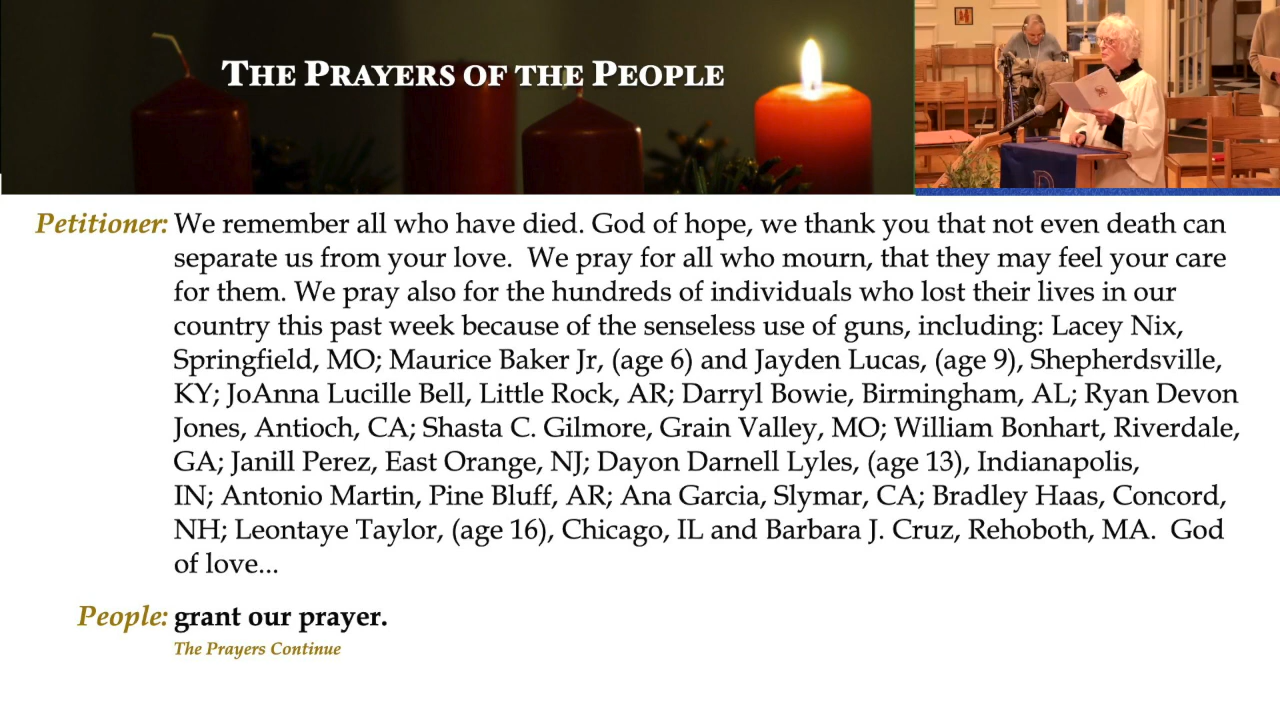 THE PRAYERS OF THE PEOPLE
Petitioner: We remember all who have died. God of hope, we thank you that not even death can
separate us from your love.  We pray for all who mourn, that they may feel your care
for them. We pray also for the hundreds of individuals who lost their lives in our
country this past week because of the senseless use of guns, including: Lacey Nix,
Springfield, MO; Maurice Baker Jr, (age 6) and Jayden Lucas, (age 9), Shepherdsville,
KY; JoAnna Lucille Bell, Little Rock, AR; Darryl Bowie, Birmingham, AL; Ryan Devon
Jones, Antioch, CA; Shasta C. Gilmore, Grain Valley, MO; William Bonhart, Riverdale,
GA; Janill Perez, East Orange, NJ; Dayon Darnell Lyles, (age 13), Indianapolis,
IN; Antonio Martin, Pine Bluff, AR; Ana Garcia, Slymar, CA; Bradley Haas, Concord,
NH; Leontaye Taylor, (age 16), Chicago, IL and Barbara J. Cruz, Rehoboth, MA.  God
of love...
People: grant our prayer.
The Prayers Continue